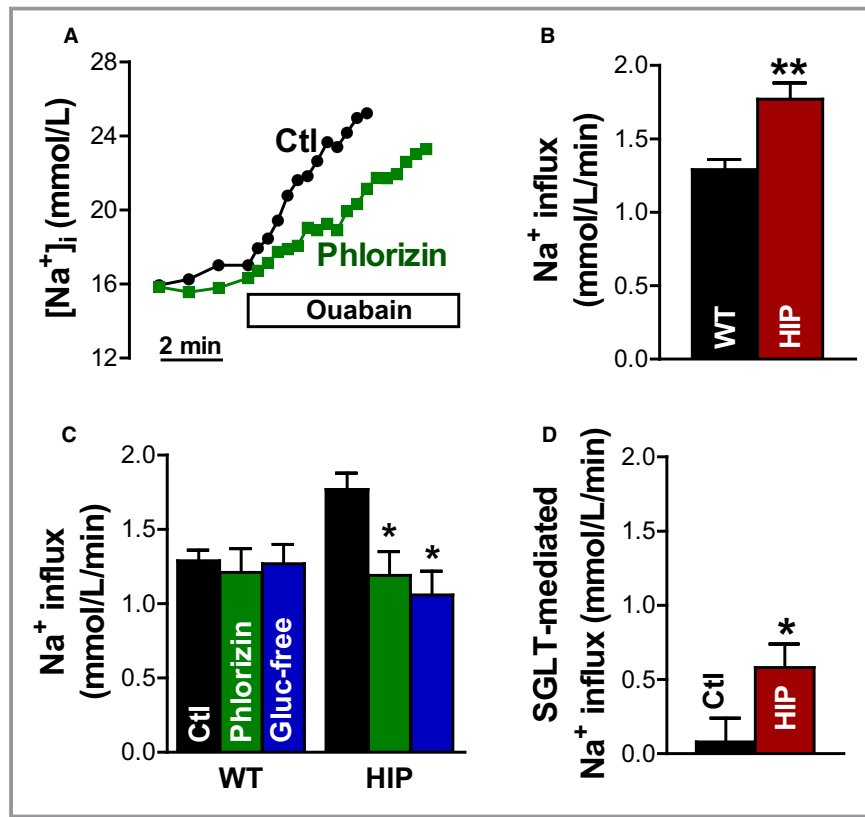 A
[Na⁺]ᵢ (mmol/L)
28
24
20
16
12
Ctl
Phlorizin
Ouabain
2 min
B
Na⁺ influx
(mmol/L/min)
2.0
1.5
1.0
0.5
0.0
**
WT
HIP
C
Na⁺ influx
(mmol/L/min)
2.0
1.5
1.0
0.5
0.0
*
*
Ctl
Phlorizin
Gluc-free
WT
HIP
D
SGLT-mediated
Na⁺ influx (mmol/L/min)
2.0
1.5
1.0
0.5
0.0
*
Ctl
HIP